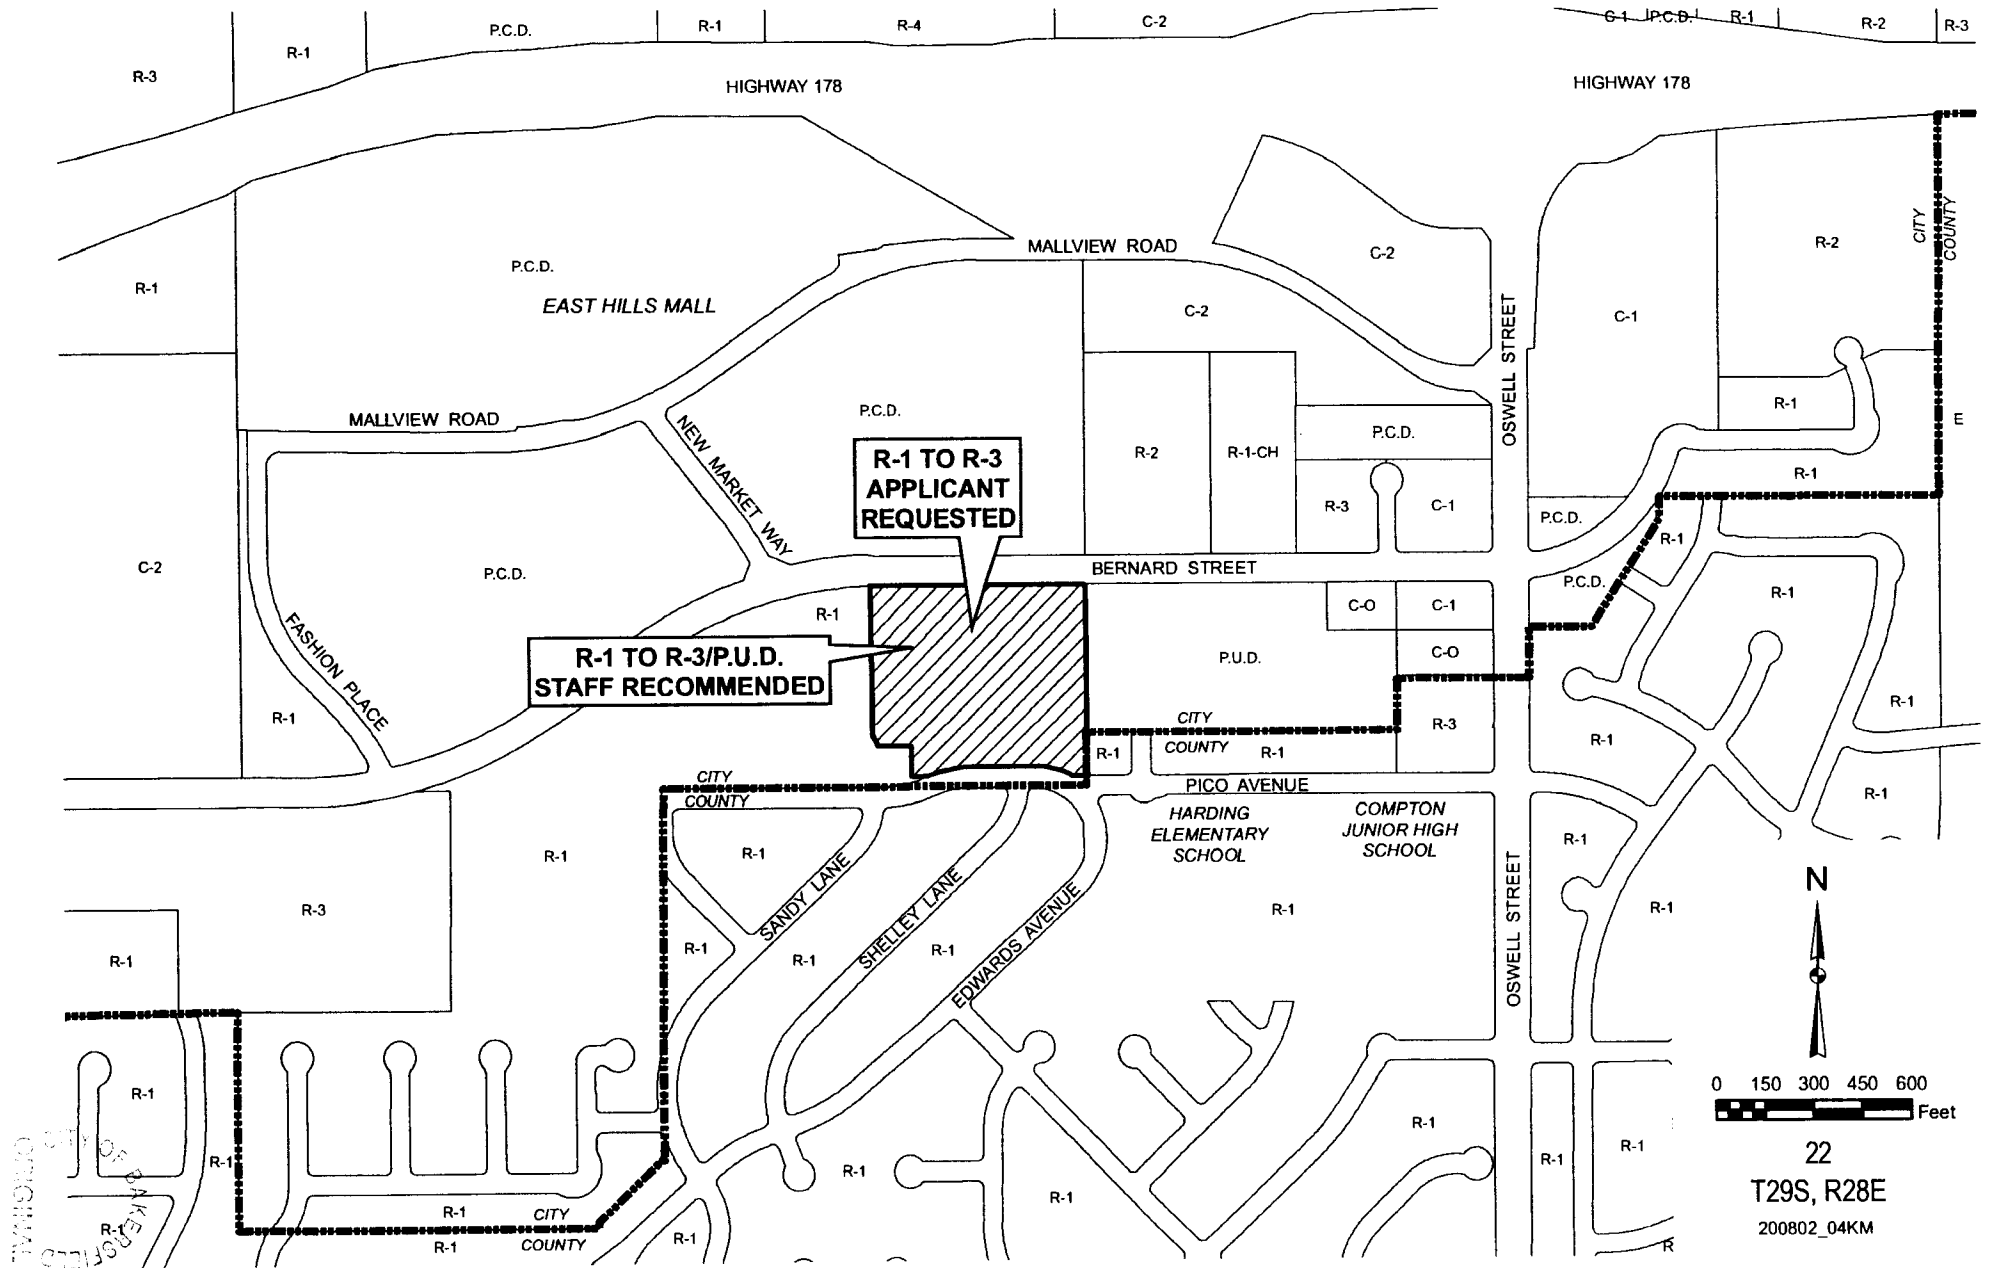 R-3
R-1
P.C.D.
R-1
R-4
C-2
C-1
P.C.D.
R-1
R-2
R-3
HIGHWAY 178
HIGHWAY 178
R-1
P.C.D.
EAST HILLS MALL
MALLVIEW ROAD
C-2
C-2
OSWELL STREET
C-1
R-2
CITY
COUNTY
R-1
E
R-1
MALLVIEW ROAD
NEW MARKET WAY
P.C.D.
R-1 TO R-3
APPLICANT
REQUESTED
R-2
R-1-CH
P.C.D.
R-3
C-1
P.C.D.
R-1
C-2
P.C.D.
FASHION PLACE
R-1
BERNARD STREET
R-1
R-1 TO R-3/P.U.D.
STAFF RECOMMENDED
C-O
C-1
C-O
P.U.D.
P.C.D.
R-1
R-1
R-1
R-1
CITY
COUNTY
R-1
R-1
R-3
CITY
COUNTY
PICO AVENUE
HARDING
ELEMENTARY
SCHOOL
COMPTON
JUNIOR HIGH
SCHOOL
R-1
R-1
R-1
SANDY LANE
SHELLEY LANE
EDWARDS AVENUE
R-3
R-1
R-1
R-1
R-1
R-1
OSWELL STREET
R-1
R-1
R-1
R-1
R-1
R-1
CITY
COUNTY
R-1
R-1
R-1
R-1
R-1
R-1
R-1
R
N
0 150 300 450 600
Feet
22
T29S, R28E
200802_04KM
CITY OF BAKERSFIELD
ORIGINAL